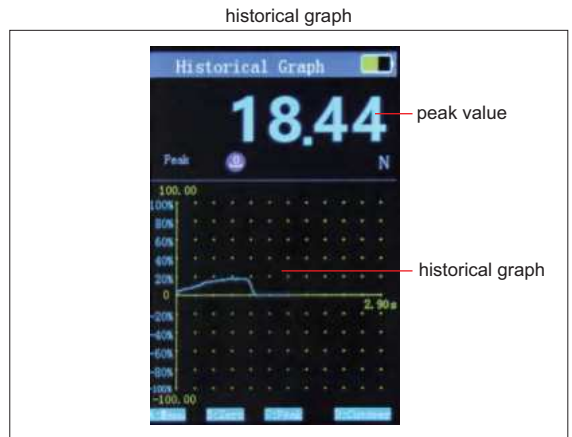 historical graph
Historical Graph
18.44
peak value
Peak
N
100.00
100%
80%
60%
40%
20%
historical graph
0
2.90s
-20%
-40%
-60%
-80%
-100%
-100.00